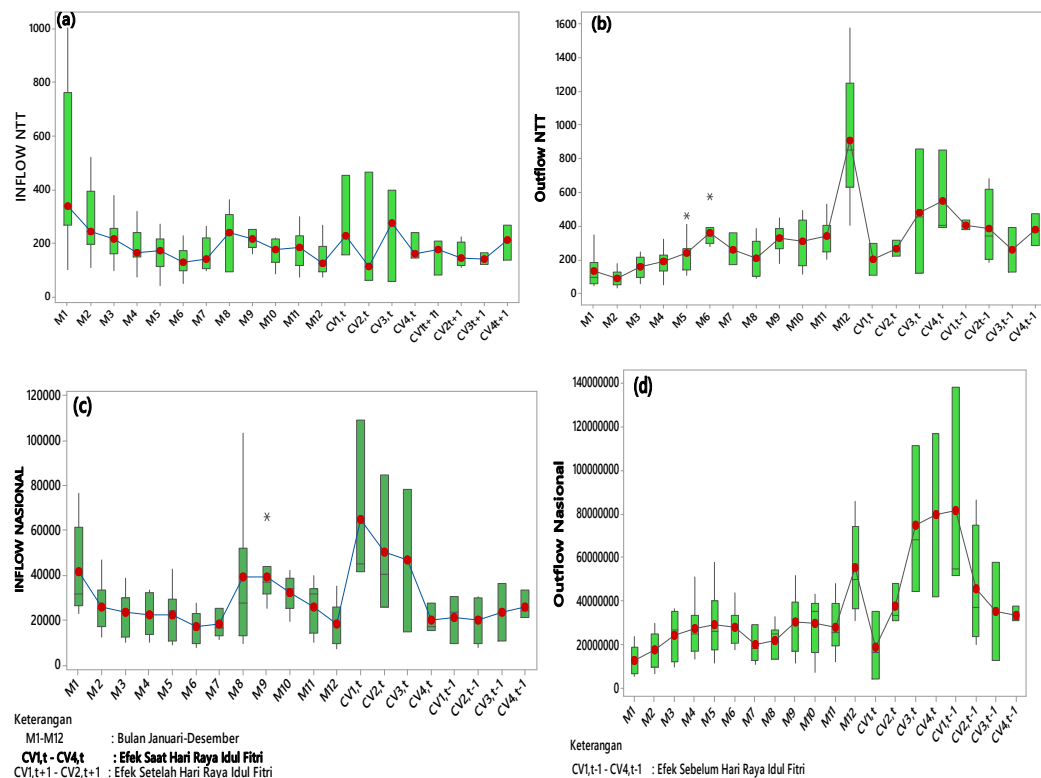 (a)
INFLOW NTT
1000
800
600
400
200
0
M1 M2 M3 M4 M5 M6 M7 M8 M9 M10 M11 M12 CV1,t CV2,t CV3,t CV4,t CV1t+1l CV2t+1 CV3t+1 CV4t+1
(b)
Outflow NTT
1600
1400
1200
1000
800
600
400
200
0
*
*
M1 M2 M3 M4 M5 M6 M7 M8 M9 M10 M11 M12 CV1,t CV2,t CV3,t CV4,t CV1,t-1 CV2t-1 CV3,t-1 CV4,t-1
(c)
INFLOW NASIONAL
120000
100000
80000
60000
40000
20000
0
*
M1 M2 M3 M4 M5 M6 M7 M8 M9 M10 M11 M12 CV1,t CV2,t CV3,t CV4,t CV1,t-1 CV2,t-1 CV3,t-1 CV4,t-1
Keterangan
M1-M12 : Bulan Januari-Desember
CV1,t - CV4,t : Efek Saat Hari Raya Idul Fitri
CV1,t+1 - CV2,t+1 : Efek Setelah Hari Raya Idul Fitri
(d)
Outflow Nasional
140000000
120000000
100000000
80000000
60000000
40000000
20000000
0
M1 M2 M3 M4 M5 M6 M7 M8 M9 M10 M11 M12 CV1,t CV2,t CV3,t CV4,t CV1t-1 CV2,t-1 CV3,t-1 CV4,t-1
Keterangan
CV1,t-1 - CV4,t-1 : Efek Sebelum Hari Raya Idul Fitri